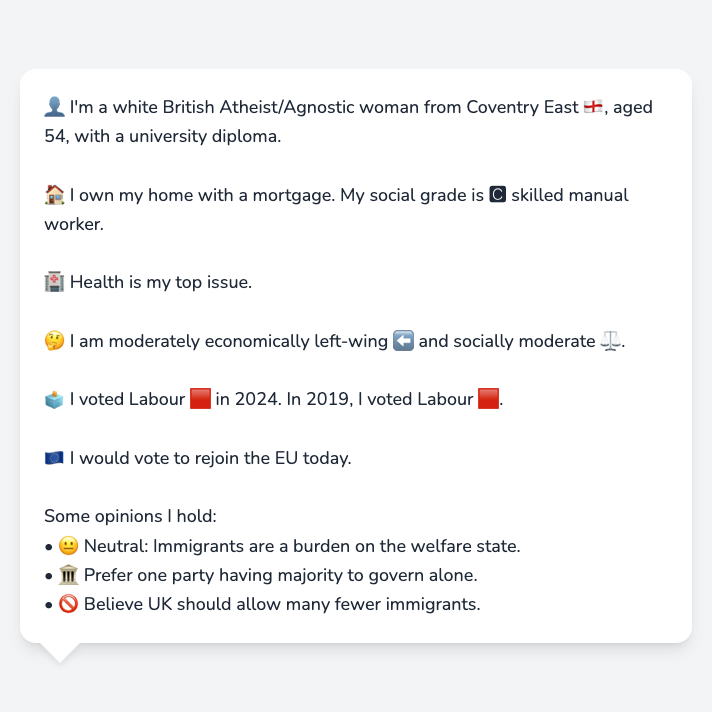 👤 I'm a white British Atheist/Agnostic woman from Coventry East 🏴󠁧󠁢󠁥󠁮󠁧󠁿, aged
54, with a university diploma.
🏠 I own my home with a mortgage. My social grade is C skilled manual
worker.
🏥 Health is my top issue.
🤔 I am moderately economically left-wing ⬅️ and socially moderate ⚖️.
🗳️ I voted Labour 🟥 in 2024. In 2019, I voted Labour 🟥.
🇪🇺 I would vote to rejoin the EU today.
Some opinions I hold:
• 😐 Neutral: Immigrants are a burden on the welfare state.
• 🏛️ Prefer one party having majority to govern alone.
• 🚫 Believe UK should allow many fewer immigrants.